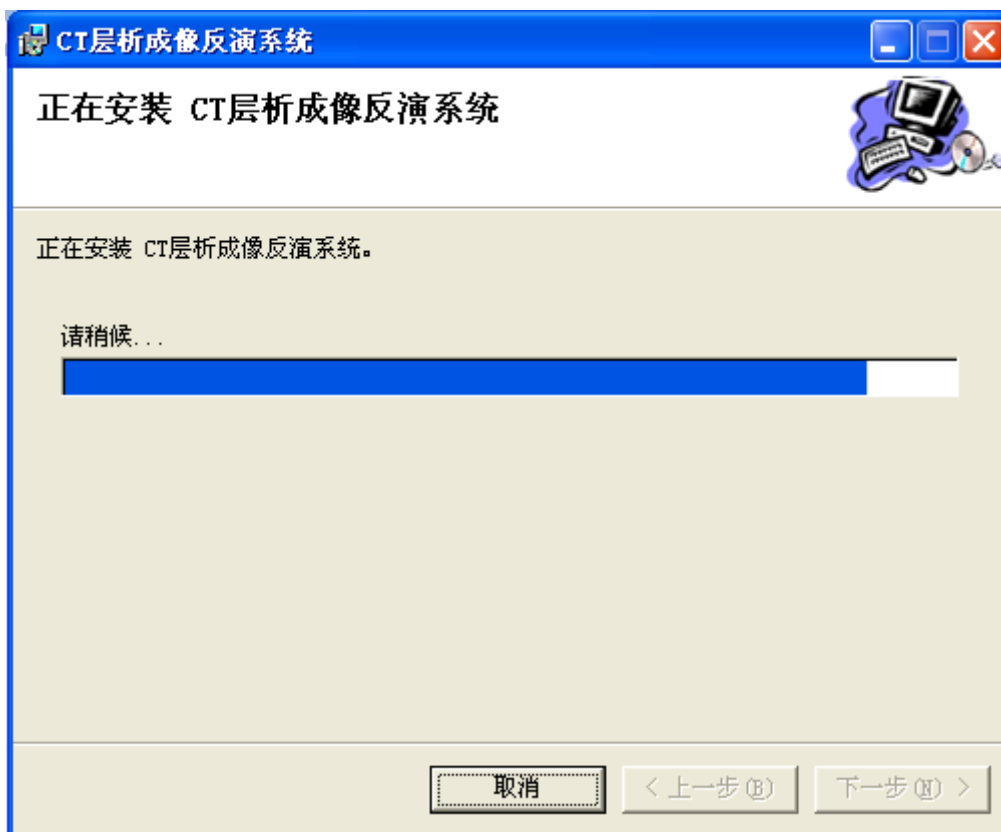 CT层析成像反演系统
正在安装 CT层析成像反演系统
正在安装 CT层析成像反演系统。
请稍候...
取消
< 上一步(B)
下一步(N) >